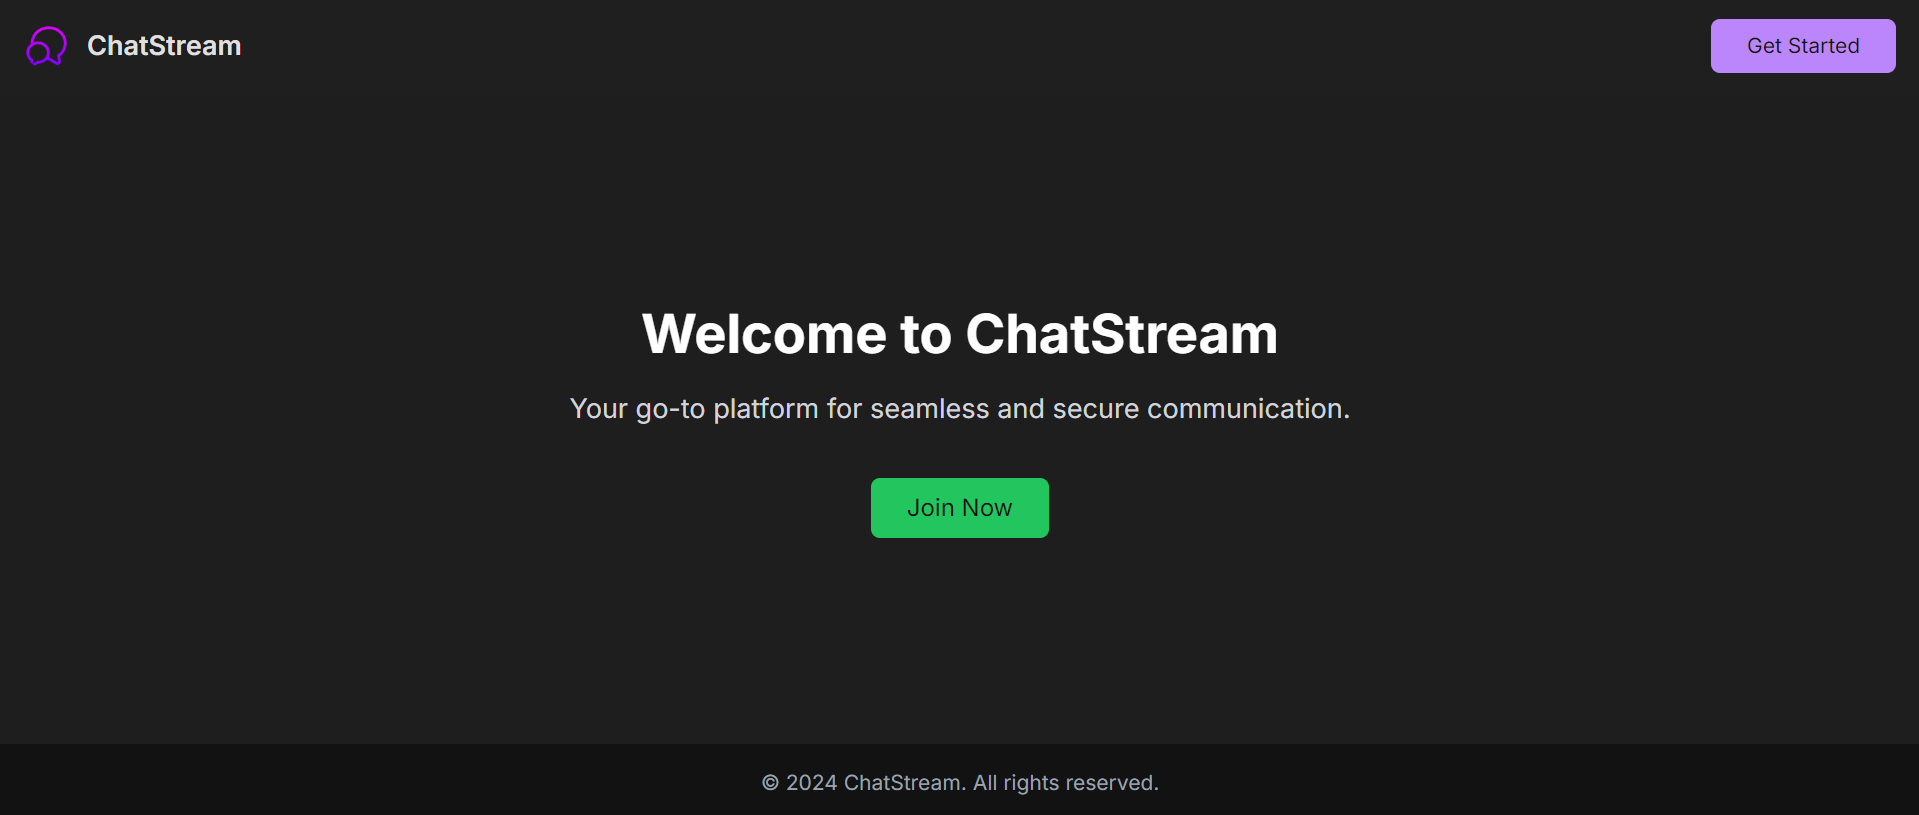 ChatStream
Get Started
Welcome to ChatStream
Your go-to platform for seamless and secure communication.
Join Now
© 2024 ChatStream. All rights reserved.